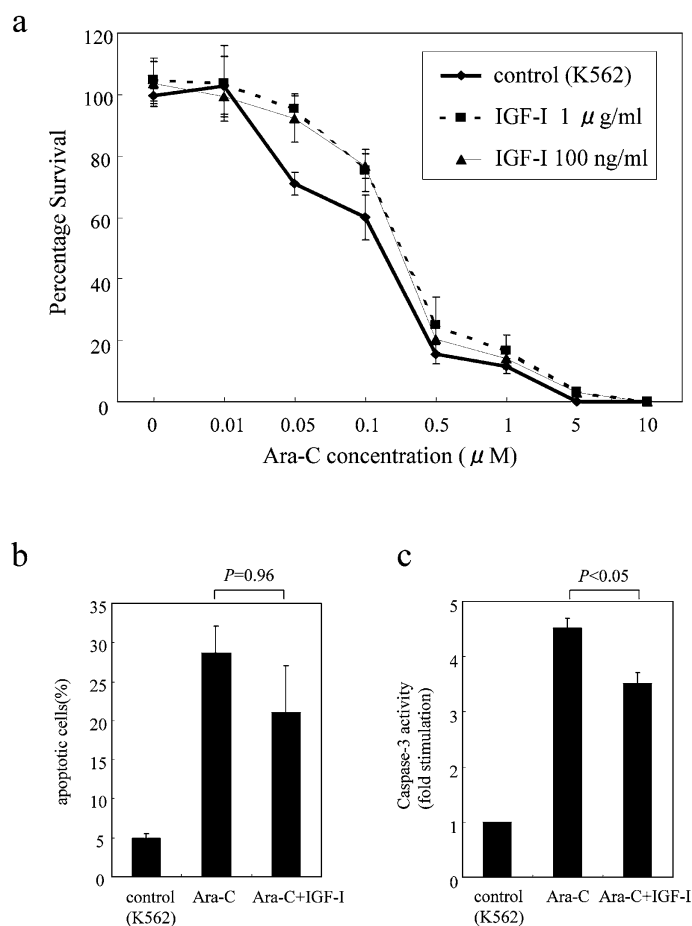 a
120
100
80
60
40
20
0
Percentage Survival
control (K562)
IGF-I 1 μg/ml
IGF-I 100 ng/ml
0 0.01 0.05 0.1 0.5 1 5 10
Ara-C concentration ( μ M)
b
P=0.96
35
30
25
20
15
10
5
0
apoptotic cells(%)
control
(K562)
Ara-C
Ara-C+IGF-I
c
P<0.05
5
4
3
2
1
0
Caspase-3 activity
(fold stimulation)
control
(K562)
Ara-C
Ara-C+IGF-I